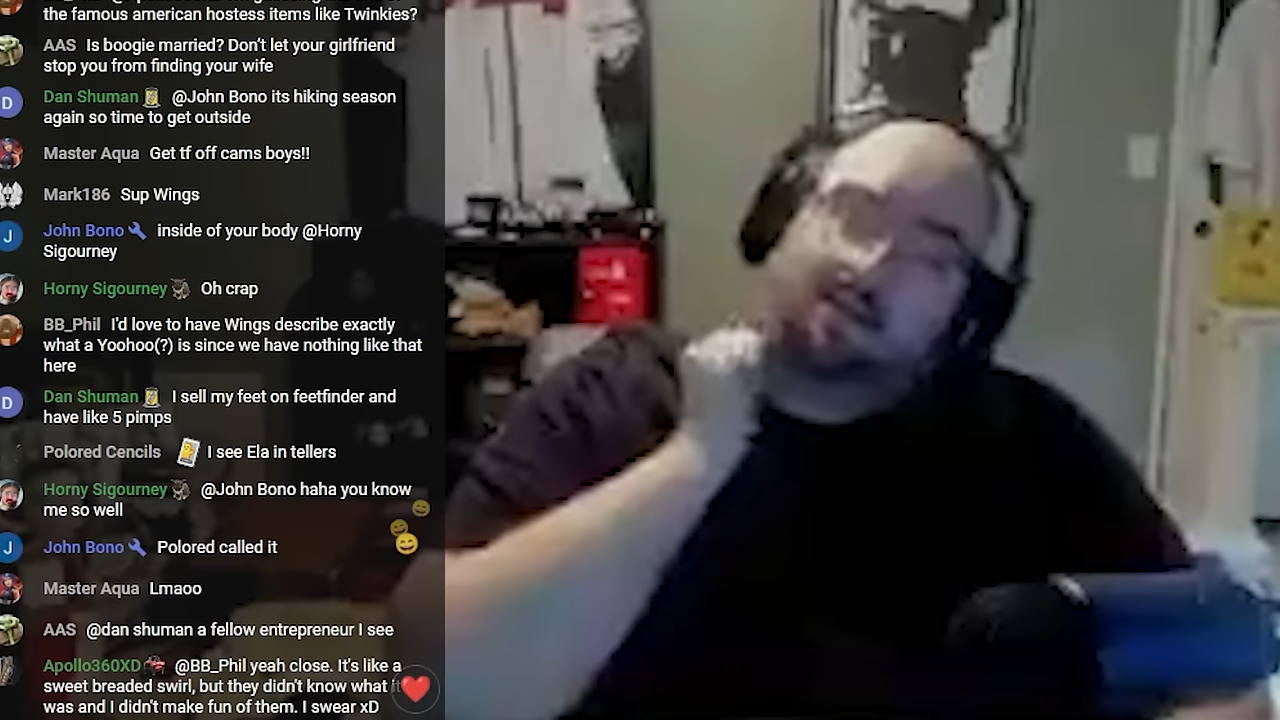 the famous american hostess items like Twinkies?
AAS Is boogie married? Don't let your girlfriend
stop you from finding your wife
Dan Shuman @John Bono its hiking season
again so time to get outside
Master Aqua Get tf off cams boys!!
Mark186 Sup Wings
John Bono inside of your body @Horny
Sigourney
Horny Sigourney Oh crap
BB_Phil I'd love to have Wings describe exactly
what a Yoohoo(?) is since we have nothing like that
here
Dan Shuman I sell my feet on feetfinder and
have like 5 pimps
Polored Cencils I see Ela in tellers
Horny Sigourney @John Bono haha you know
me so well
John Bono Polored called it
Master Aqua Lmaoo
AAS @dan shuman a fellow entrepreneur I see
Apollo360XD @BB_Phil yeah close. It's like a
sweet breaded swirl, but they didn't know what it
was and I didn't make fun of them. I swear xD
D
D
J
J